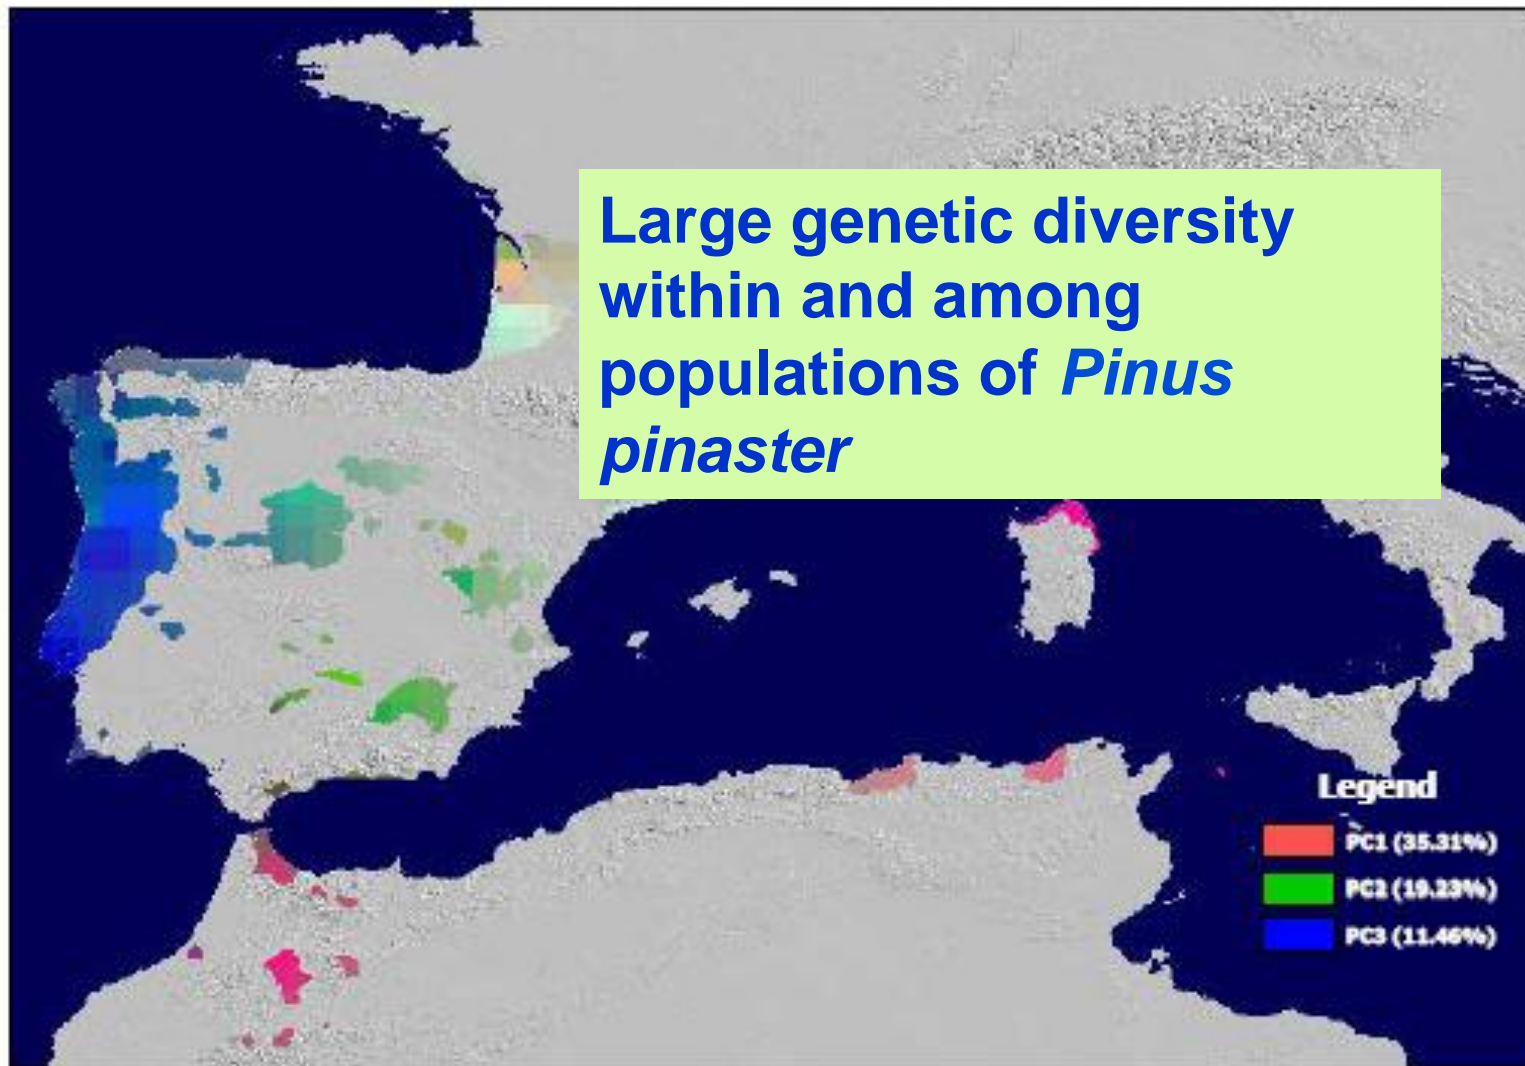 Large genetic diversity
within and among
populations of Pinus
pinaster
Legend
PC1 (35.31%)
PC2 (19.23%)
PC3 (11.46%)